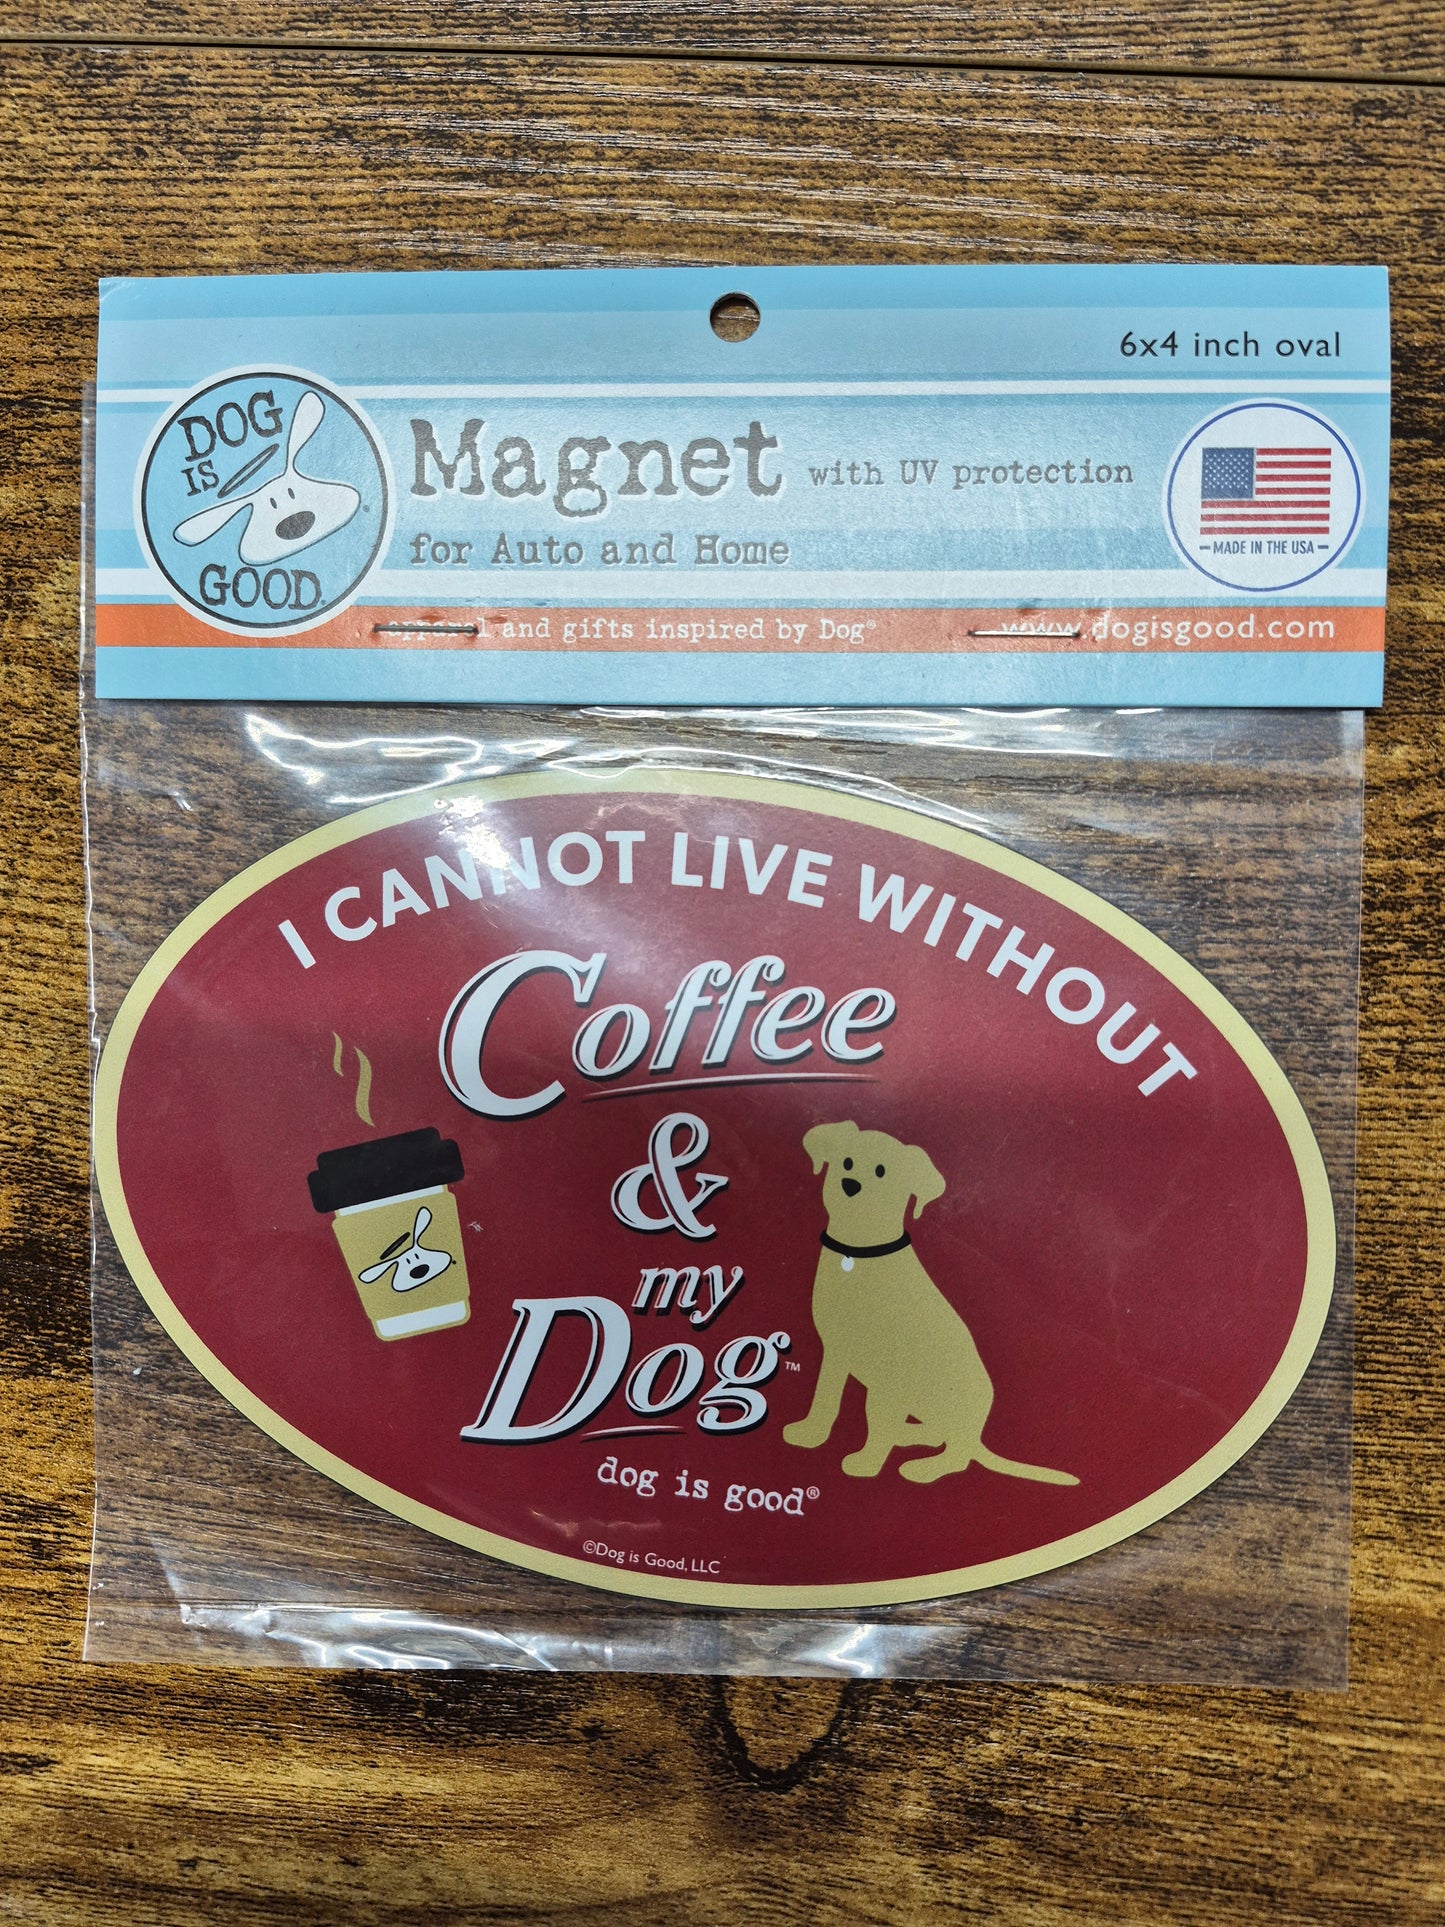 6x4 inch oval
DOG
IS
GOOD®
Magnet with UV protection
for Auto and Home
MADE IN THE USA
apparel and gifts inspired by Dog®
www.dogisgood.com
I CANNOT LIVE WITHOUT
Coffee
&
my
Dog™
dog is good®
©Dog is Good, LLC